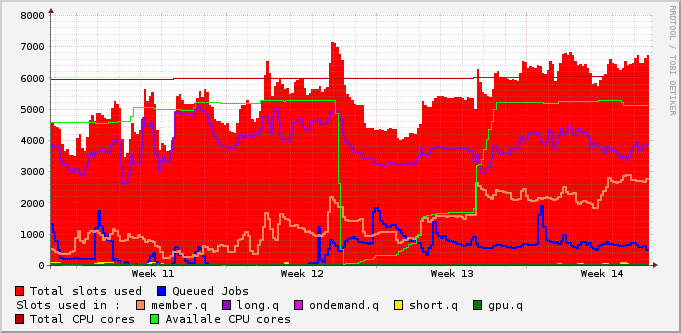 8000
7000
6000
5000
4000
3000
2000
1000
0
Week 11 Week 12 Week 13 Week 14
Total slots used Queued Jobs
Slots used in : member.q long.q ondemand.q short.q gpu.q
Total CPU cores Availale CPU cores
RRDTOOL / TOBI OETIKER